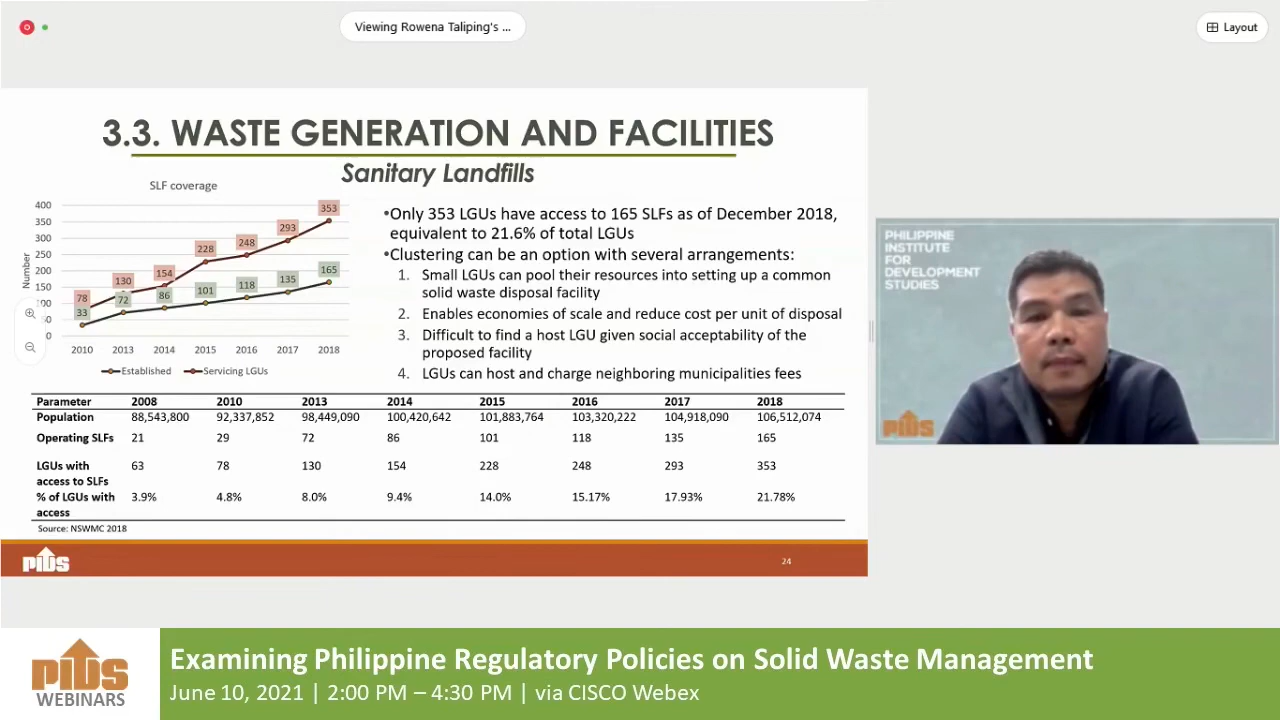 Viewing Rowena Taliping's ...
Layout
3.3. WASTE GENERATION AND FACILITIES
Sanitary Landfills
SLF coverage
Number
400
350
300
250
200
150
100
50
0
78
130
154
228
248
293
353
33
72
86
101
118
135
165
2010 2013 2014 2015 2016 2017 2018
Established Servicing LGUs
•Only 353 LGUs have access to 165 SLFs as of December 2018,
equivalent to 21.6% of total LGUs
•Clustering can be an option with several arrangements:
1. Small LGUs can pool their resources into setting up a common
solid waste disposal facility
2. Enables economies of scale and reduce cost per unit of disposal
3. Difficult to find a host LGU given social acceptability of the
proposed facility
4. LGUs can host and charge neighboring municipalities fees
Parameter 2008 2010 2013 2014 2015 2016 2017 2018
Population 88,543,800 92,337,852 98,449,090 100,420,642 101,883,764 103,320,222 104,918,090 106,512,074
Operating SLFs 21 29 72 86 101 118 135 165
LGUs with 63 78 130 154 228 248 293 353
access to SLFs
% of LGUs with 3.9% 4.8% 8.0% 9.4% 14.0% 15.17% 17.93% 21.78%
access
Source: NSWMC 2018
PIDS
24
PHILIPPINE
INSTITUTE
FOR
DEVELOPMENT
STUDIES
PIDS
PIDS
WEBINARS
Examining Philippine Regulatory Policies on Solid Waste Management
June 10, 2021 | 2:00 PM – 4:30 PM | via CISCO Webex